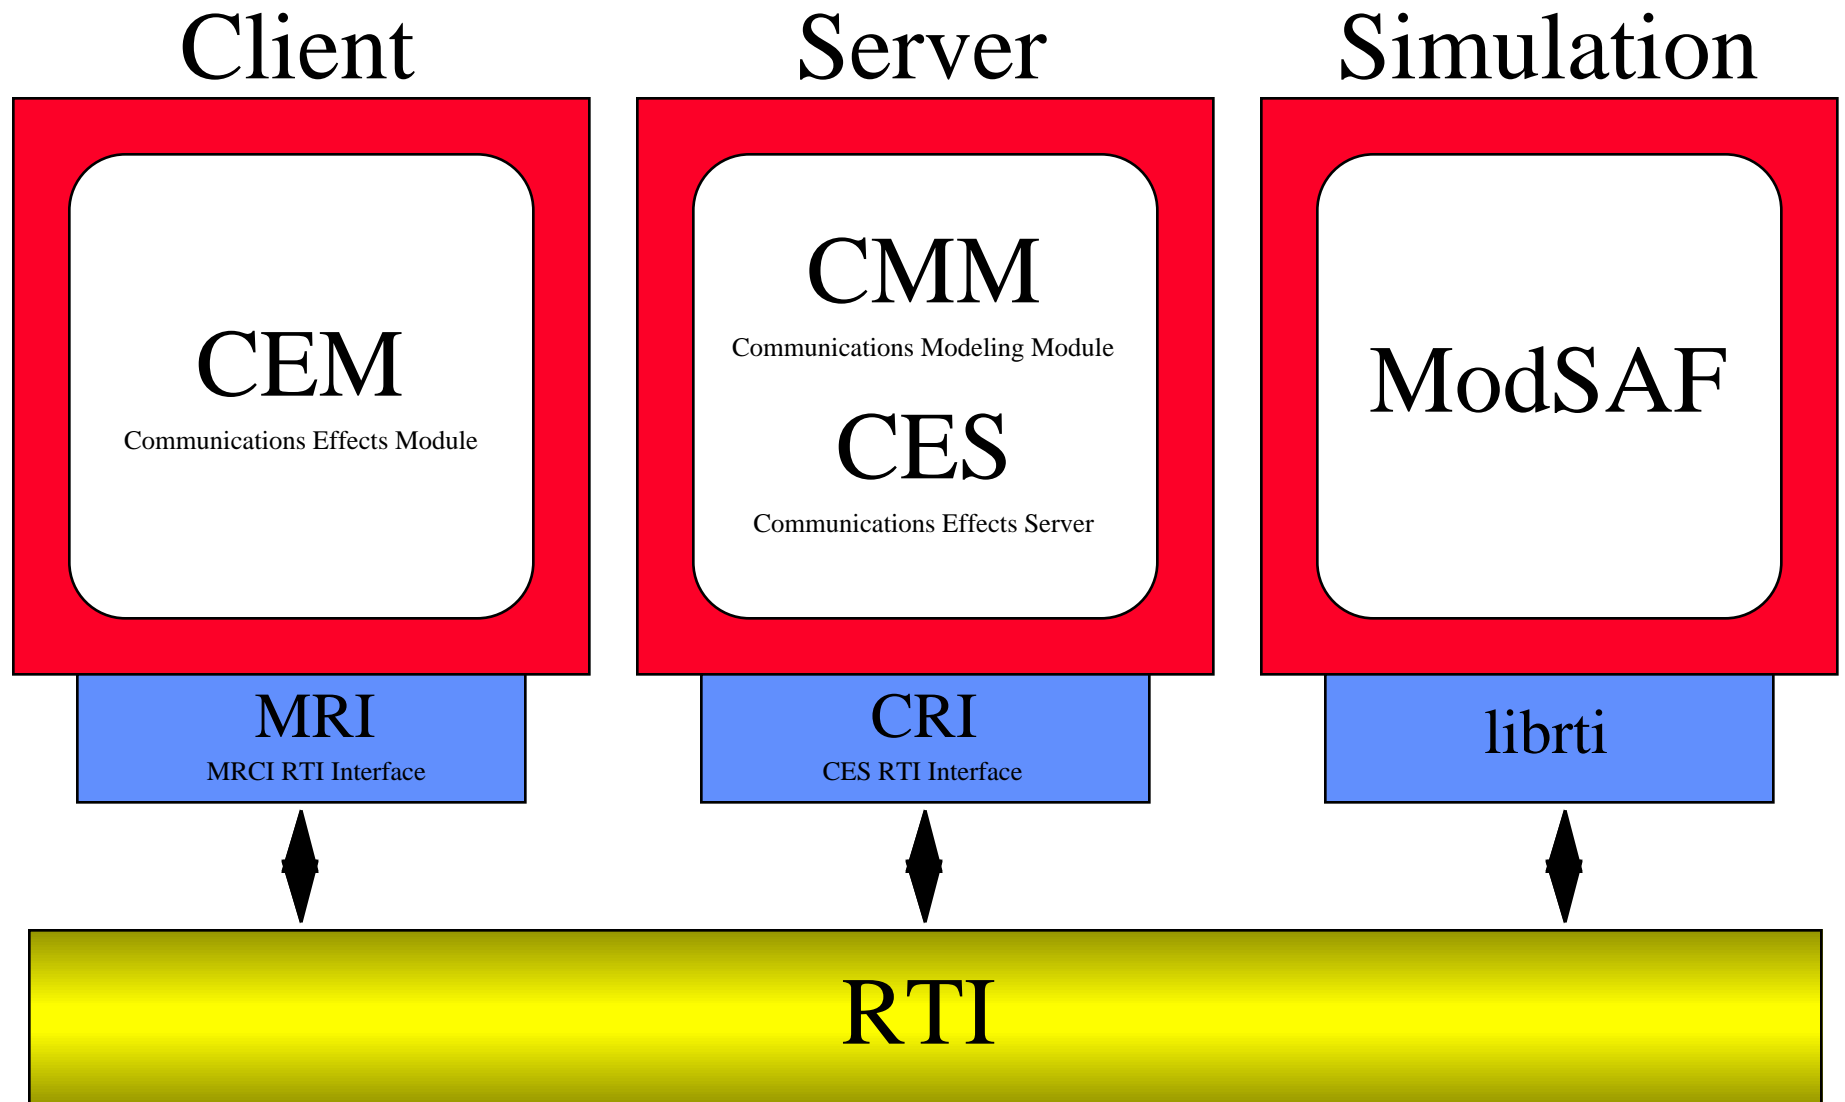 Client
Server
Simulation
CEM
Communications Effects Module
CMM
Communications Modeling Module
CES
Communications Effects Server
ModSAF
MRI
MRCI RTI Interface
CRI
CES RTI Interface
librti
RTI